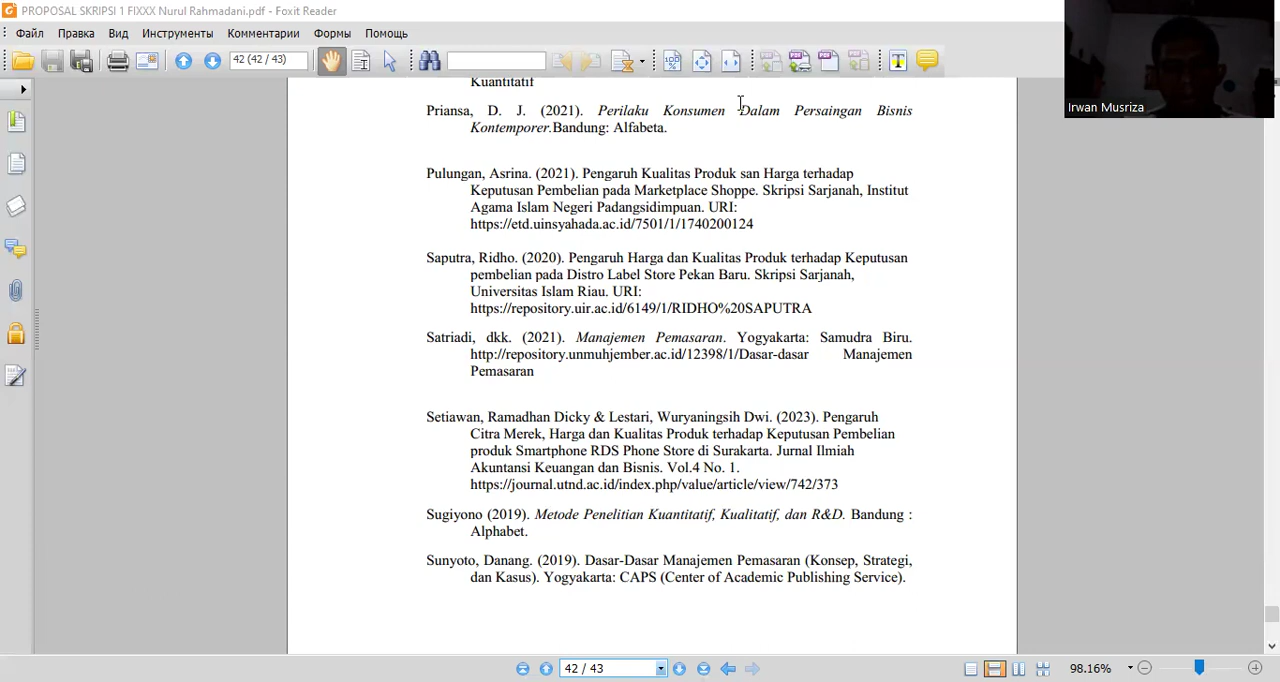 PROPOSAL SKRIPSI 1 FIXXX Nurul Rahmadani.pdf - Foxit Reader
Файл Правка Вид Инструменты Комментарии Формы Помощь
42 (42 / 43)
Irwan Musriza
Kuantitatif
Priansa, D. J. (2021). Perilaku Konsumen Dalam Persaingan Bisnis
Kontemporer.Bandung: Alfabeta.
Pulungan, Asrina. (2021). Pengaruh Kualitas Produk san Harga terhadap
Keputusan Pembelian pada Marketplace Shoppe. Skripsi Sarjanah, Institut
Agama Islam Negeri Padangsidimpuan. URI:
https://etd.uinsyahada.ac.id/7501/1/1740200124
Saputra, Ridho. (2020). Pengaruh Harga dan Kualitas Produk terhadap Keputusan
pembelian pada Distro Label Store Pekan Baru. Skripsi Sarjanah,
Universitas Islam Riau. URI:
https://repository.uir.ac.id/6149/1/RIDHO%20SAPUTRA
Satriadi, dkk. (2021). Manajemen Pemasaran. Yogyakarta: Samudra Biru.
http://repository.unmuhjember.ac.id/12398/1/Dasar-dasar Manajemen
Pemasaran
Setiawan, Ramadhan Dicky & Lestari, Wuryaningsih Dwi. (2023). Pengaruh
Citra Merek, Harga dan Kualitas Produk terhadap Keputusan Pembelian
produk Smartphone RDS Phone Store di Surakarta. Jurnal Ilmiah
Akuntansi Keuangan dan Bisnis. Vol.4 No. 1.
https://journal.utnd.ac.id/index.php/value/article/view/742/373
Sugiyono (2019). Metode Penelitian Kuantitatif, Kualitatif, dan R&D. Bandung :
Alphabet.
Sunyoto, Danang. (2019). Dasar-Dasar Manajemen Pemasaran (Konsep, Strategi,
dan Kasus). Yogyakarta: CAPS (Center of Academic Publishing Service).
42 / 43
98.16%